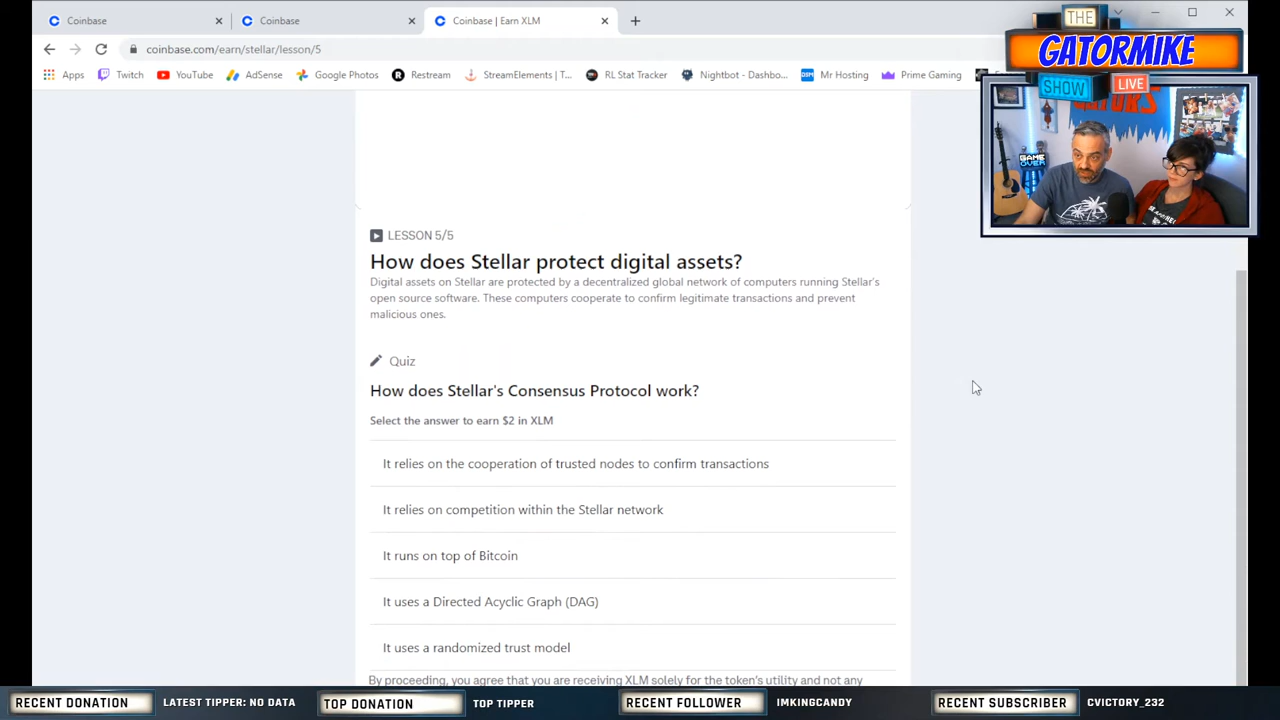 Coinbase
Coinbase
Coinbase | Earn XLM
coinbase.com/earn/stellar/lesson/5
Apps
Twitch
YouTube
AdSense
Google Photos
Restream
StreamElements | T...
RL Stat Tracker
Nightbot - Dashbo...
Mr Hosting
Prime Gaming
THE
GATORMIKE
SHOW
LIVE
GAME
OVER
LESSON 5/5
How does Stellar protect digital assets?
Digital assets on Stellar are protected by a decentralized global network of computers running Stellar's
open source software. These computers cooperate to confirm legitimate transactions and prevent
malicious ones.
Quiz
How does Stellar's Consensus Protocol work?
Select the answer to earn $2 in XLM
It relies on the cooperation of trusted nodes to confirm transactions
It relies on competition within the Stellar network
It runs on top of Bitcoin
It uses a Directed Acyclic Graph (DAG)
It uses a randomized trust model
By proceeding, you agree that you are receiving XLM solely for the token's utility and not any
RECENT DONATION
LATEST TIPPER: NO DATA
TOP DONATION
TOP TIPPER
RECENT FOLLOWER
IMKINGCANDY
RECENT SUBSCRIBER
CVICTORY_232